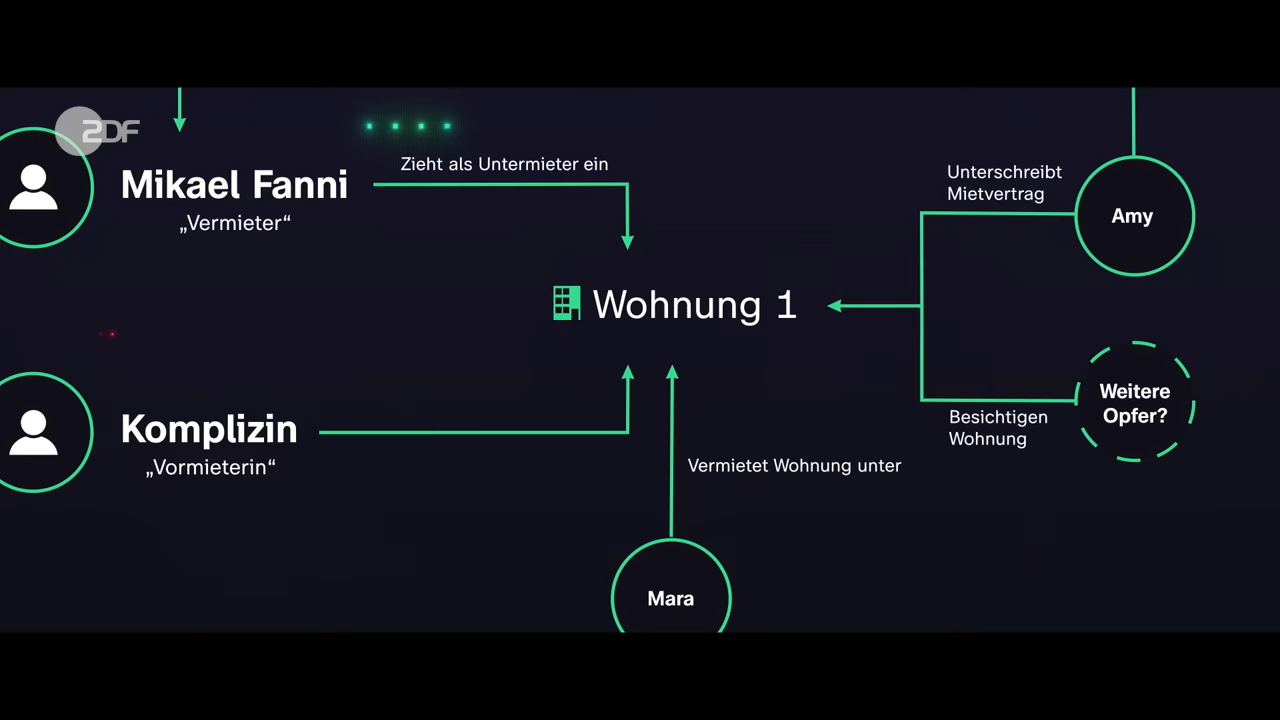 ZDF
Mikael Fanni
„Vermieter“
Zieht als Untermieter ein
Unterschreibt
Mietvertrag
Amy
Wohnung 1
Weitere
Opfer?
Besichtigen
Wohnung
Komplizin
„Vormieterin“
Vermietet Wohnung unter
Mara